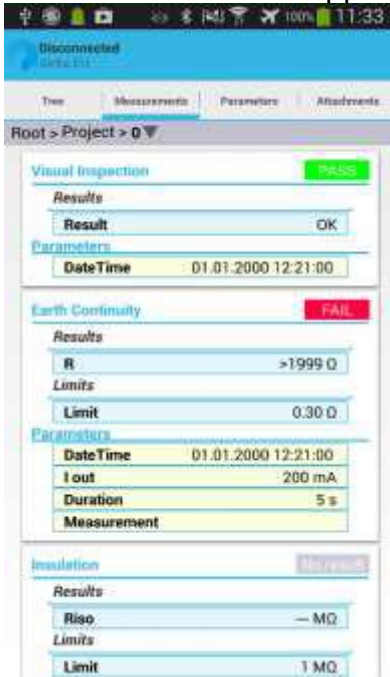 100% 11:33
Disconnected
Tree Measurements Parameters Attachments
Root > Project > 0
Visual Inspection PASS
Results
Result OK
Parameters
DateTime 01.01.2000 12:21:00
Earth Continuity FAIL
Results
R >1999 Ω
Limits
Limit 0.30 Ω
Parameters
DateTime 01.01.2000 12:21:00
I out 200 mA
Duration 5 s
Measurement
Insulation
Results
Riso --- MΩ
Limits
Limit 1 MΩ